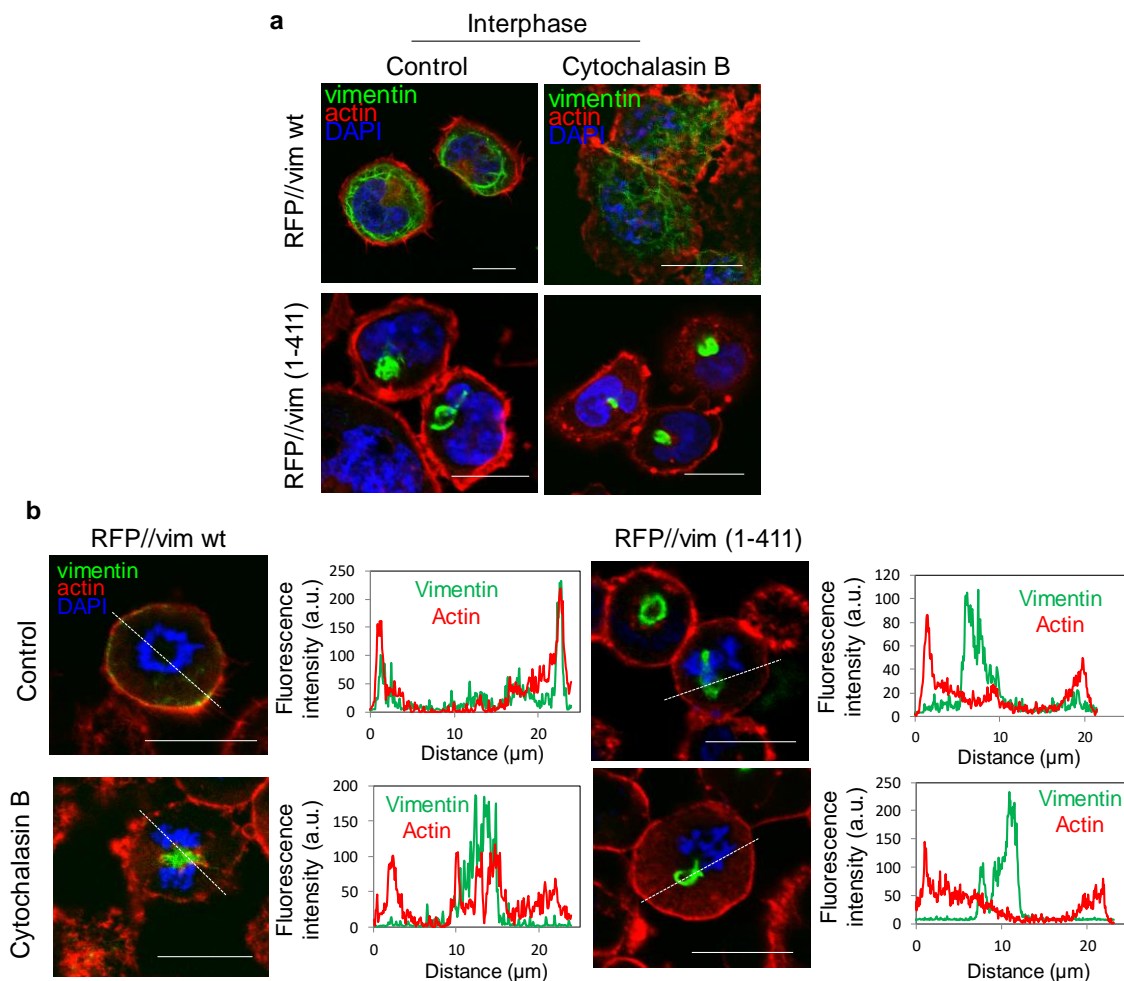 a
Interphase
Control
Cytochalasin B
vimentin
actin
DAPI
vimentin
actin
DAPI
RFP//vim wt
RFP//vim (1-411)
b
RFP//vim wt
RFP//vim (1-411)
Control
vimentin
actin
DAPI
Fluorescence
intensity (a.u.)
250
200
150
100
50
0
Vimentin
Actin
0 10 20
Distance (µm)
Fluorescence
intensity (a.u.)
120
100
80
60
40
20
0
Vimentin
Actin
0 10 20
Distance (µm)
Cytochalasin B
Fluorescence
intensity (a.u.)
200
150
100
50
0
Vimentin
Actin
0 10 20
Distance (µm)
Fluorescence
intensity (a.u.)
250
200
150
100
50
0
Vimentin
Actin
0 10 20
Distance (µm)